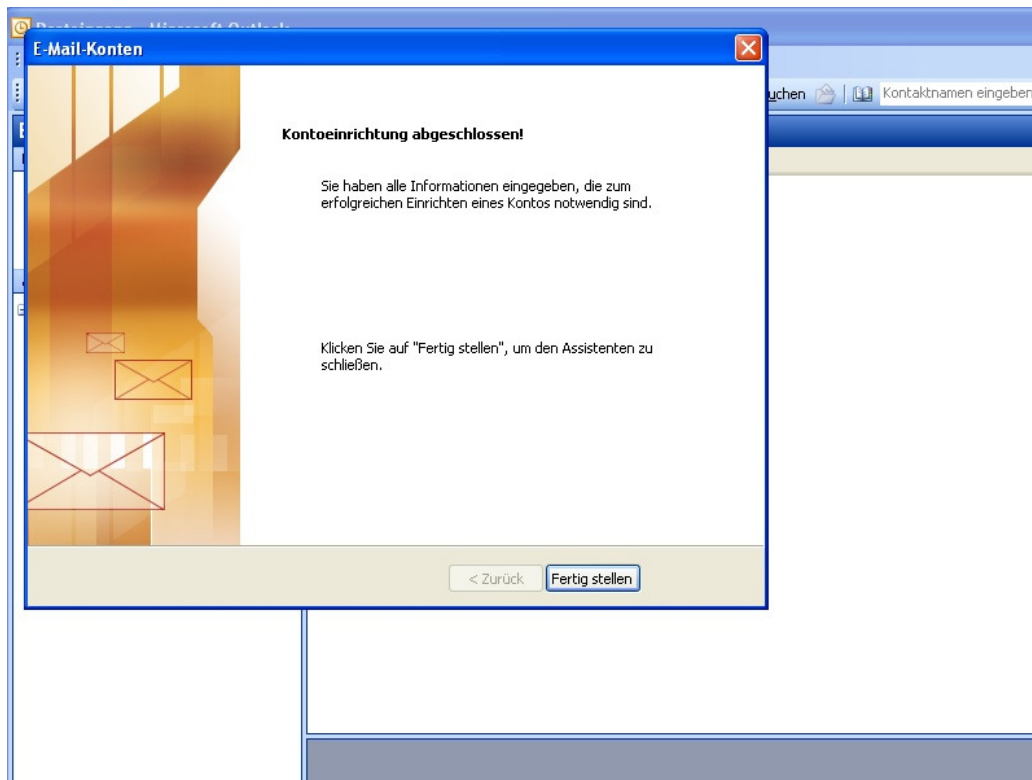 E-Mail-Konten
uchen
Kontaktnamen eingeben
Kontoeinrichtung abgeschlossen!
Sie haben alle Informationen eingegeben, die zum
erfolgreichen Einrichten eines Kontos notwendig sind.
Klicken Sie auf "Fertig stellen", um den Assistenten zu
schließen.
< Zurück
Fertig stellen